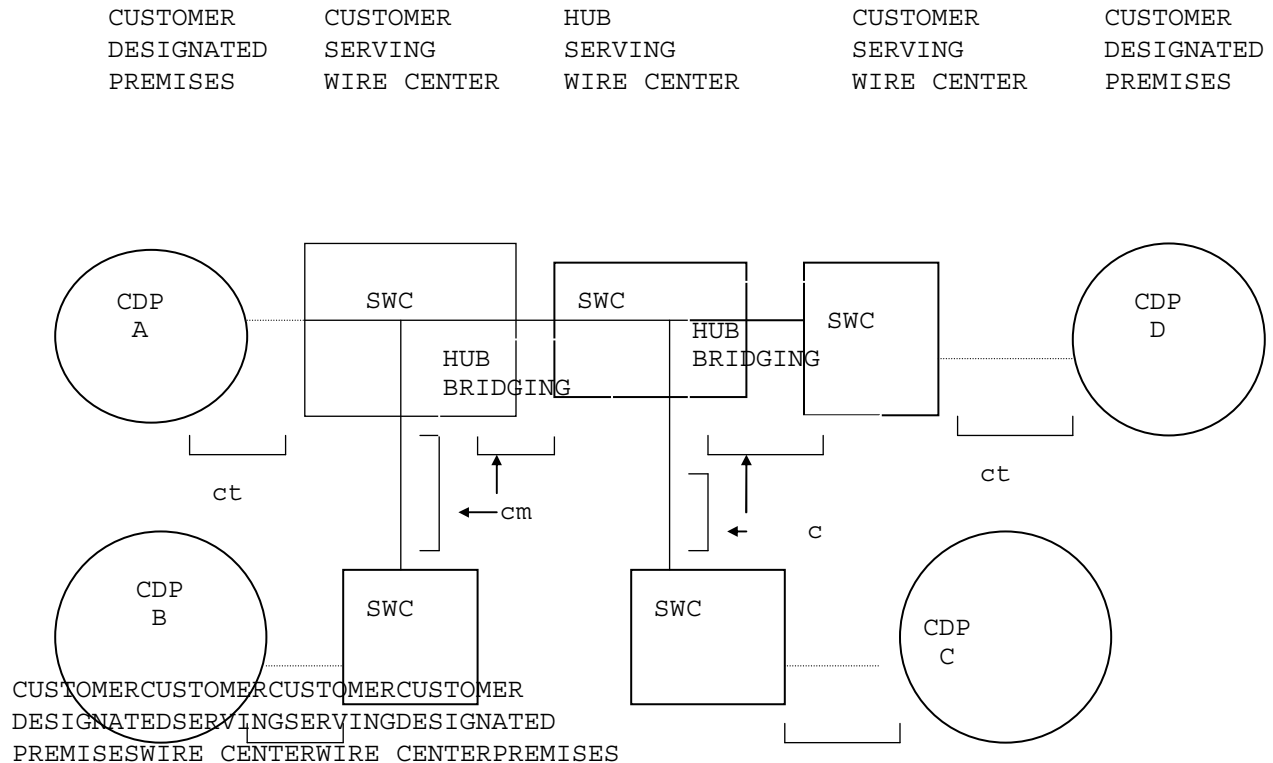 CUSTOMER CUSTOMER HUB CUSTOMER CUSTOMER
DESIGNATED SERVING SERVING SERVING DESIGNATED
PREMISES WIRE CENTER WIRE CENTER WIRE CENTER PREMISES
CDP
A
SWC
HUB
BRIDGING
SWC
HUB
BRIDGING
SWC
CDP
D
ct
cm
c
ct
CDP
B
SWC
SWC
CDP
C
CUSTOMERCUSTOMERCUSTOMERCUSTOMER
DESIGNATEDSERVINGSERVINGDESIGNATED
PREMISESWIRE CENTERWIRE CENTERPREMISES